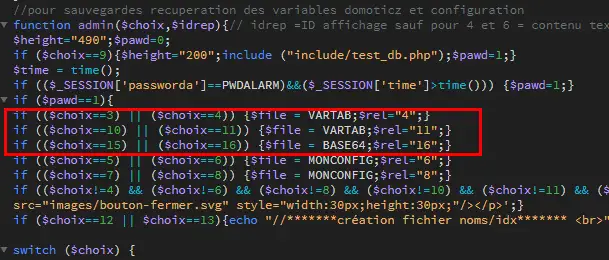 //pour sauvegardes recuperation des variables domoticz et configuration
function admin($choix,$idrep){// idrep =ID affichage sauf pour 4 et 6 = contenu tex
$height="490";$pawd=0;
if ($choix==9){$height="200";include ("include/test_db.php");$pawd=1;}
$time = time();
if (($_SESSION['passworda']==PWDALARM)&&($_SESSION['time']>time())) {$pawd=1;}
if ($pawd==1){
if (($choix==3) || ($choix==4)) {$file = VARTAB;$rel="4";}
if (($choix==10) || ($choix==11)) {$file = VARTAB;$rel="11";}
if (($choix==15) || ($choix==16)) {$file = BASE64;$rel="16";}
if (($choix==5) || ($choix==6)) {$file = MONCONFIG;$rel="6";}
if (($choix==7) || ($choix==8)) {$file = MONCONFIG;$rel="8";}
if (($choix!=4) && ($choix!=6) && ($choix!=8) && ($choix!=10) && ($choix!=11) && ($
src="images/bouton-fermer.svg" style="width:30px;height:30px;"/></p>';}
if ($choix==12 || $choix==13){echo "//*******création fichier noms/idx******* <br>"
switch ($choix) {